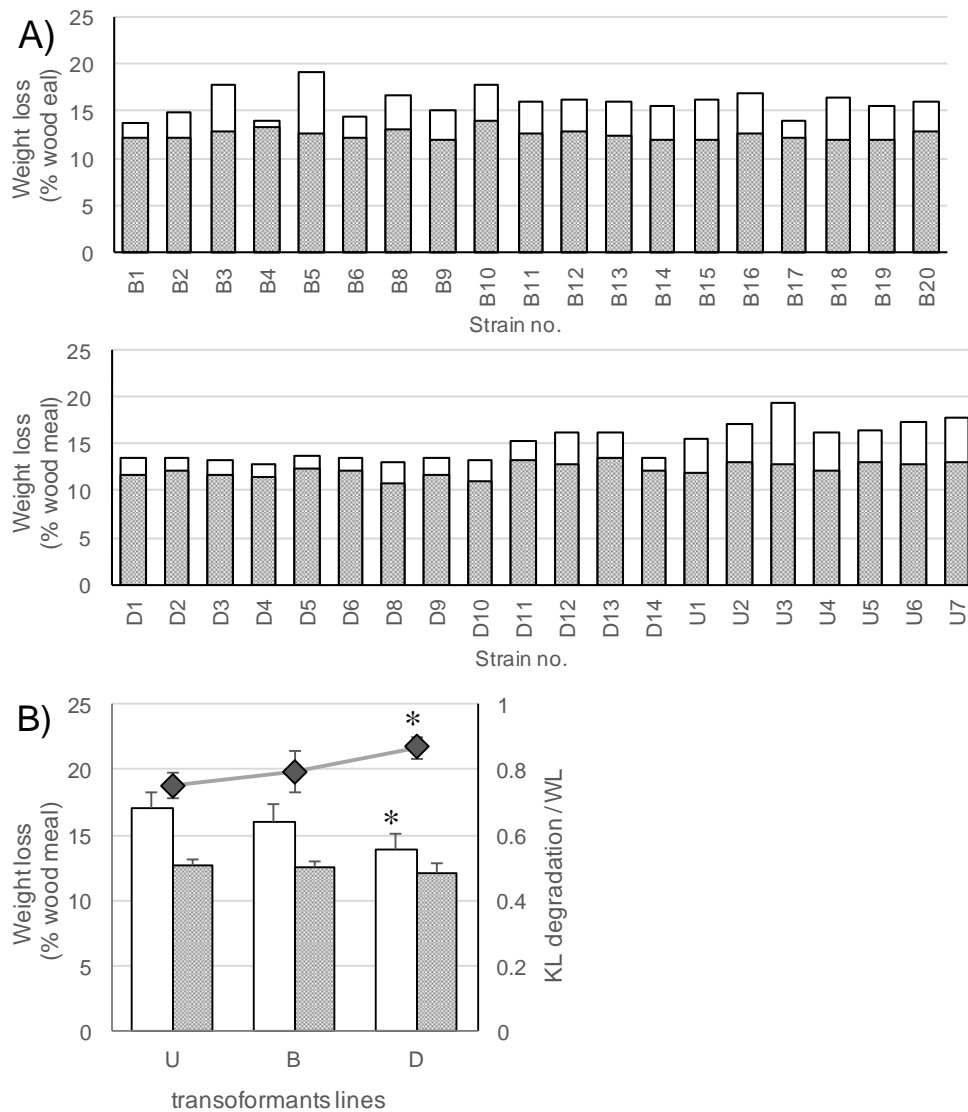 A)
Weight loss
(% wood eal)
25
20
15
10
5
0
B1 B2 B3 B4 B5 B6 B8 B9 B10 B11 B12 B13 B14 B15 B16 B17 B18 B19 B20
Strain no.
Weight loss
(% wood meal)
25
20
15
10
5
0
D1 D2 D3 D4 D5 D6 D8 D9 D10 D11 D12 D13 D14 U1 U2 U3 U4 U5 U6 U7
Strain no.
B)
Weight loss
(% wood meal)
25
20
15
10
5
0
*
*
1
0.8
0.6
0.4
0.2
0
KL degradation / WL
U B D
transoformants lines